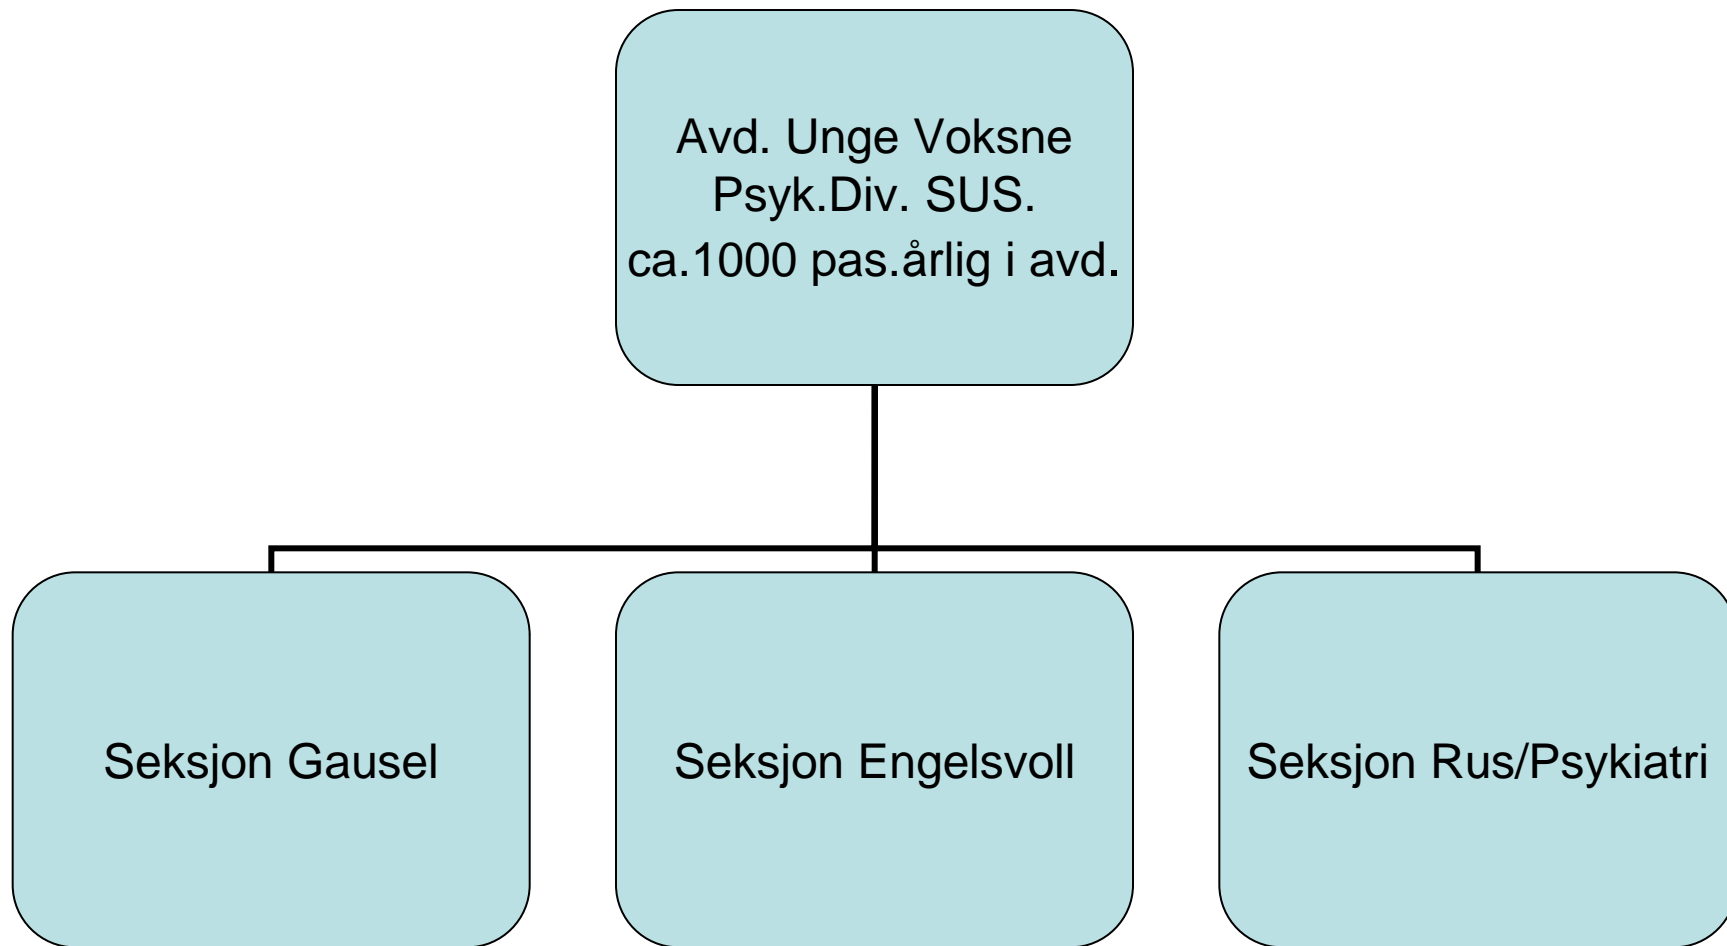 Avd. Unge Voksne
Psyk.Div. SUS.
ca.1000 pas.årlig i avd.
Seksjon Gausel
Seksjon Engelsvoll
Seksjon Rus/Psykiatri